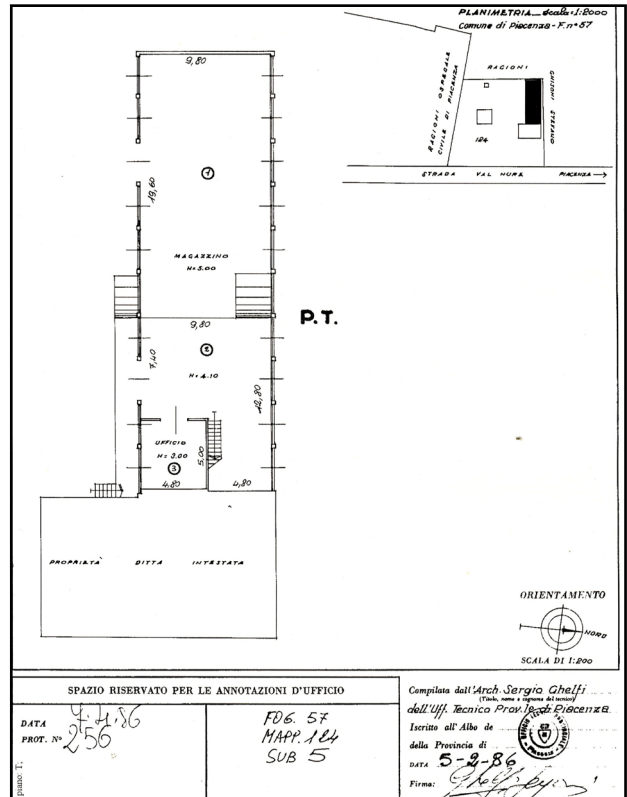 PLANIMETRIA _ scala = 1:2000
Comune di Piacenza - F. n° 57
RAGIONI OSPEDALE
CIVILE DI PIACENZA
RAGIONI
GHISONI STEFANO
124
STRADA VAL NURE PIACENZA →
9,80
1
19,60
MAGAZZINO
H= 5.00
P.T.
9,80
2
7,40
H= 4.10
12,80
UFFICIO
H= 3.00
3
5,00
4,80
4,80
PROPRIETÀ DITTA INTESTATA
ORIENTAMENTO
NORD
SCALA DI 1:200
SPAZIO RISERVATO PER LE ANNOTAZIONI D'UFFICIO
DATA 7.4.86
PROT. N° 256
FOG. 57
MAPP. 124
SUB 5
Compilata dall'Arch. Sergio Ghelfi
(Titolo, nome e cognome del tecnico)
dell'Uff. Tecnico Prov.le di Piacenza
Iscritto all'Albo de
della Provincia di
DATA 5-2-86
Firma:
piano: T;